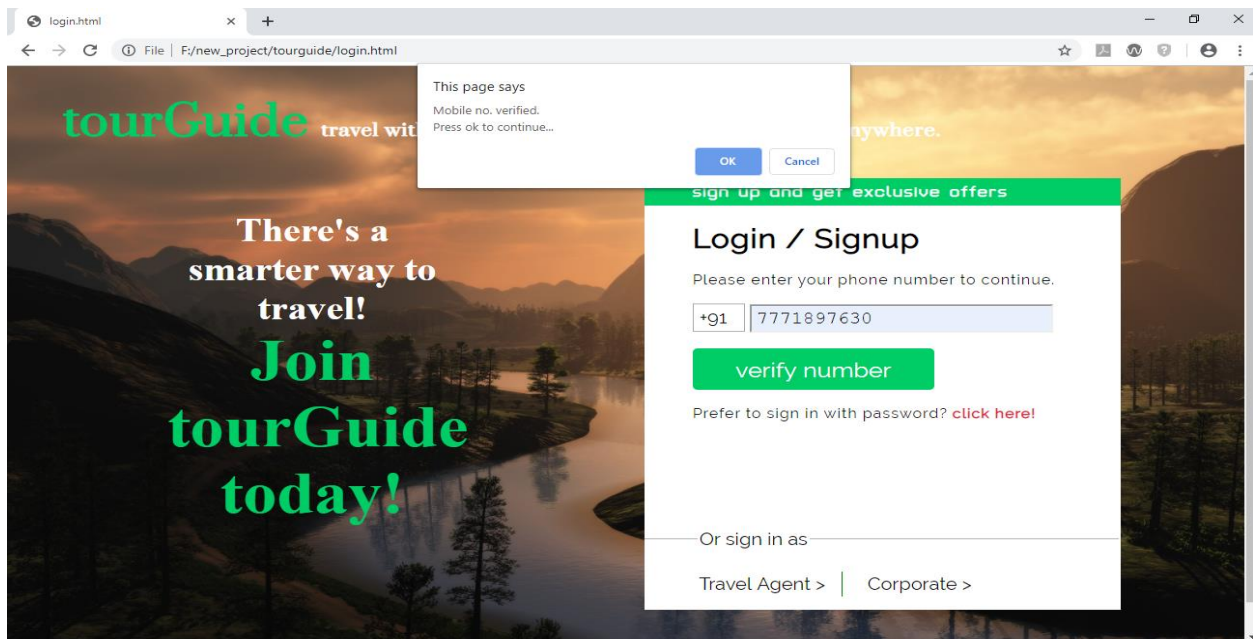 login.html
File | F:/new_project/tourguide/login.html
This page says
Mobile no. verified.
Press ok to continue...
OK Cancel
tourGuide travel with ywhere.
sign up and get exclusive offers
There's a
smarter way to
travel!
Join
tourGuide
today!
Login / Signup
Please enter your phone number to continue.
+91 7771897630
verify number
Prefer to sign in with password? click here!
Or sign in as
Travel Agent > Corporate >